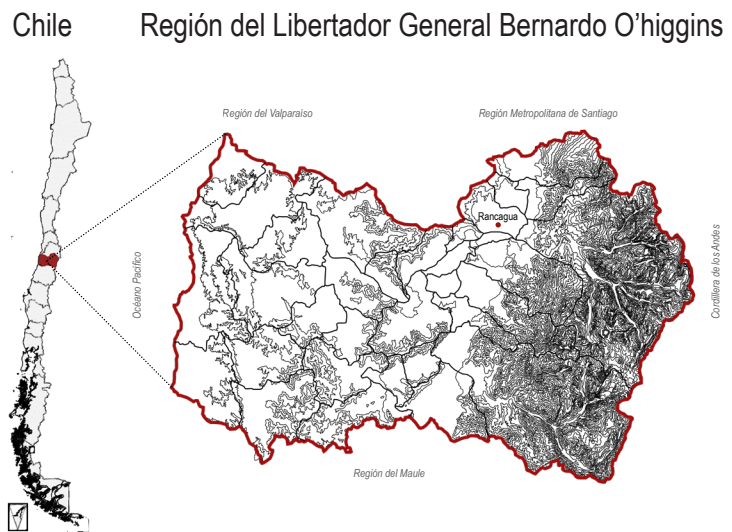 Chile
Región del Libertador General Bernardo O'higgins
Región del Valparaíso
Región Metropolitana de Santiago
Rancagua
Océano Pacífico
Cordillera de los Andes
Región del Maule